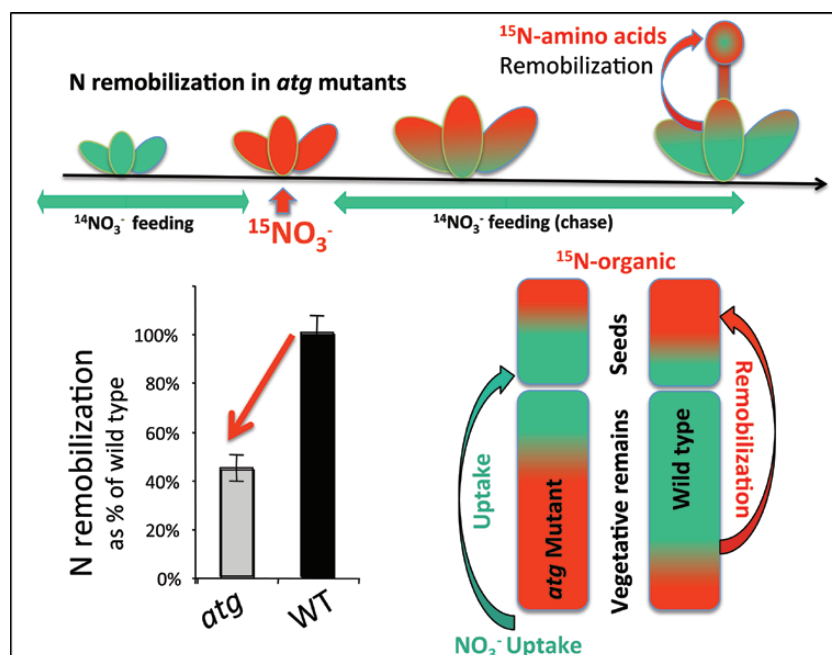 ¹⁵N-amino acids
Remobilization
N remobilization in atg mutants
¹⁴NO₃⁻ feeding
¹⁵NO₃⁻
¹⁴NO₃⁻ feeding (chase)
¹⁵N-organic
N remobilization
as % of wild type
100%
80%
60%
40%
20%
0%
atg
WT
Uptake
atg Mutant
Seeds
Vegetative remains
Wild type
Remobilization
NO₃⁻ Uptake